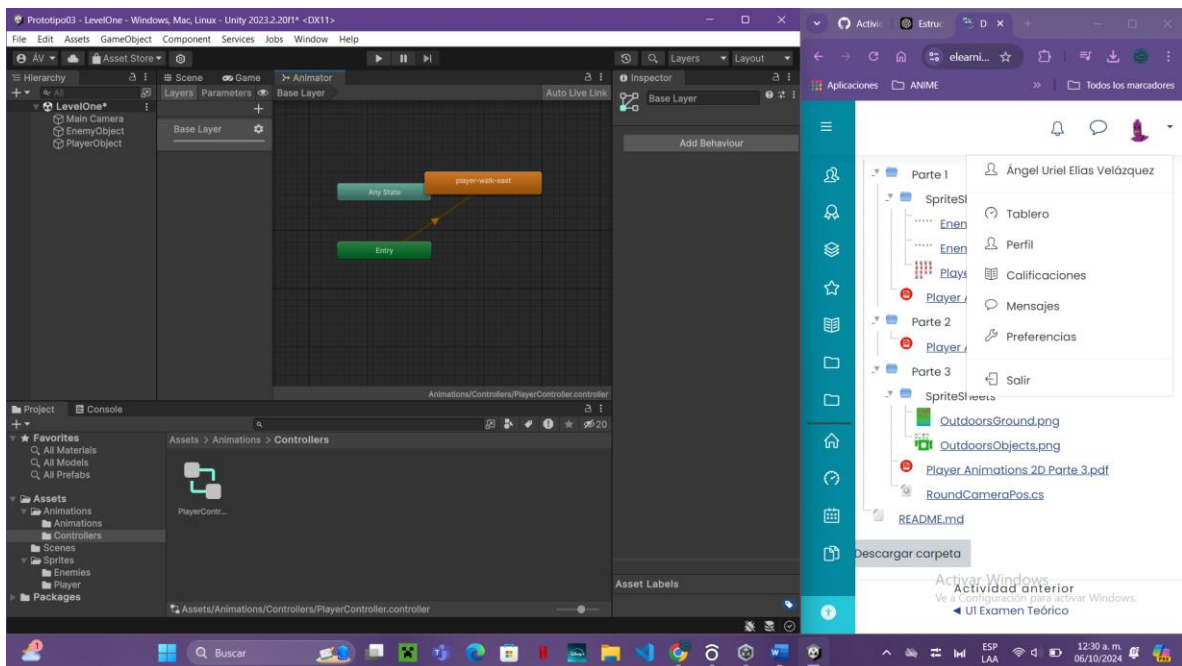 Prototipo03 - LevelOne - Windows, Mac, Linux - Unity 2023.2.20f1* <DX11>
File Edit Assets GameObject Component Services Jobs Window Help
ÁV Asset Store Layers Layout
Hierarchy
All
LevelOne*
Main Camera
EnemyObject
PlayerObject
Scene Game Animator
Layers Parameters Base Layer Auto Live Link
Base Layer
Any State
player-walk-east
Entry
Animations/Controllers/PlayerController.controller
Inspector
Base Layer
Add Behaviour
Asset Labels
Project Console
20
Favorites
All Materials
All Models
All Prefabs
Assets
Animations
Animations
Controllers
Scenes
Sprites
Enemies
Player
Packages
Assets > Animations > Controllers
PlayerContr...
Assets/Animations/Controllers/PlayerController.controller
Activi Estruc D
elearni...
Aplicaciones ANIME » Todos los marcadores
Parte 1
SpriteSh
Enem
Enem
Playe
Player A
Parte 2
Player A
Parte 3
SpriteSheets
OutdoorsGround.png
OutdoorsObjects.png
Player Animations 2D Parte 3.pdf
RoundCameraPos.cs
README.md
Ángel Uriel Elías Velázquez
Tablero
Perfil
Calificaciones
Mensajes
Preferencias
Salir
Descargar carpeta
Activar Windows
Ve a Configuración para activar Windows.
Actividad anterior
◄ U1 Examen Teórico
Buscar
ESP
LAA
12:30 a. m.
06/10/2024